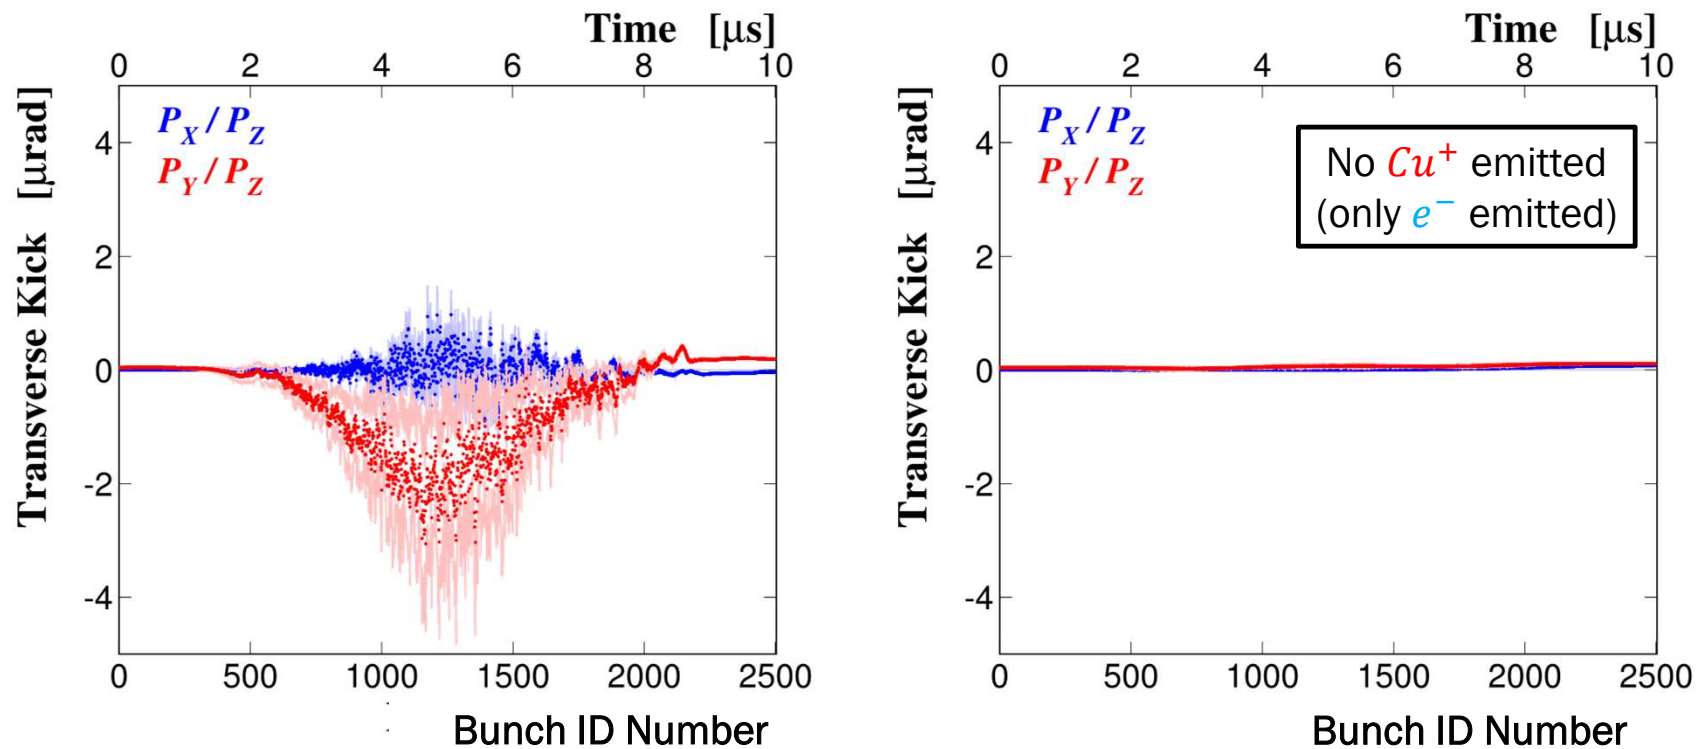 Time [μs]
0 2 4 6 8 10
Transverse Kick [μrad]
P_X / P_Z
P_Y / P_Z
4
2
0
-2
-4
0 500 1000 1500 2000 2500
Bunch ID Number
Time [μs]
0 2 4 6 8 10
Transverse Kick [μrad]
P_X / P_Z
P_Y / P_Z
No Cu⁺ emitted
(only e⁻ emitted)
4
2
0
-2
-4
0 500 1000 1500 2000 2500
Bunch ID Number